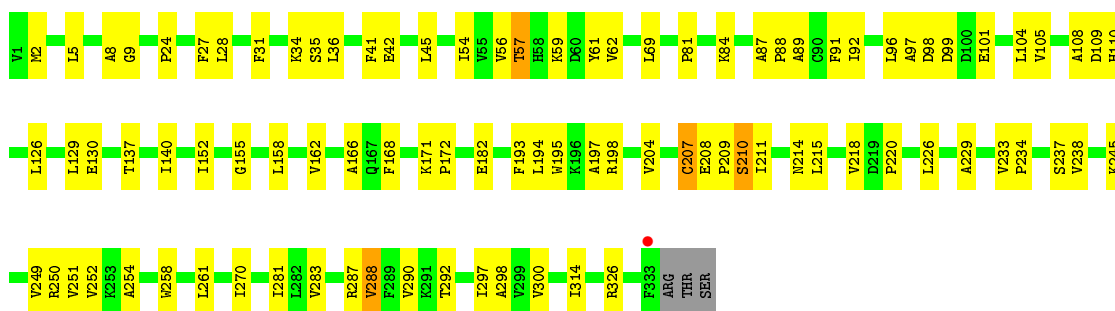 V1 M2 L5 A8 G9 P24 F27 L28 F31 K34 S35 L36 F41 E42 L45 I54 V55 V56 T57 H58 K59 D60 Y61 V62 L69 P81 K84 A87 P88 A89 C90 F91 I92 L96 A97 D98 D99 D100 E101 L104 V105 A108 D109 H110
L126 L129 E130 T137 I140 I152 G155 L158 V162 A166 Q167 F168 K171 P172 E182 F193 L194 W195 K196 A197 R198 V204 C207 E208 P209 S210 I211 N214 L215 V218 D219 P220 L226 A229 V233 P234 S237 V238 K245
V249 R250 V251 V252 K253 A254 W258 L261 I270 I281 L282 V283 R287 V288 F289 V290 K291 T292 I297 A298 V299 V300 I314 R326 F333 ARG THR SER